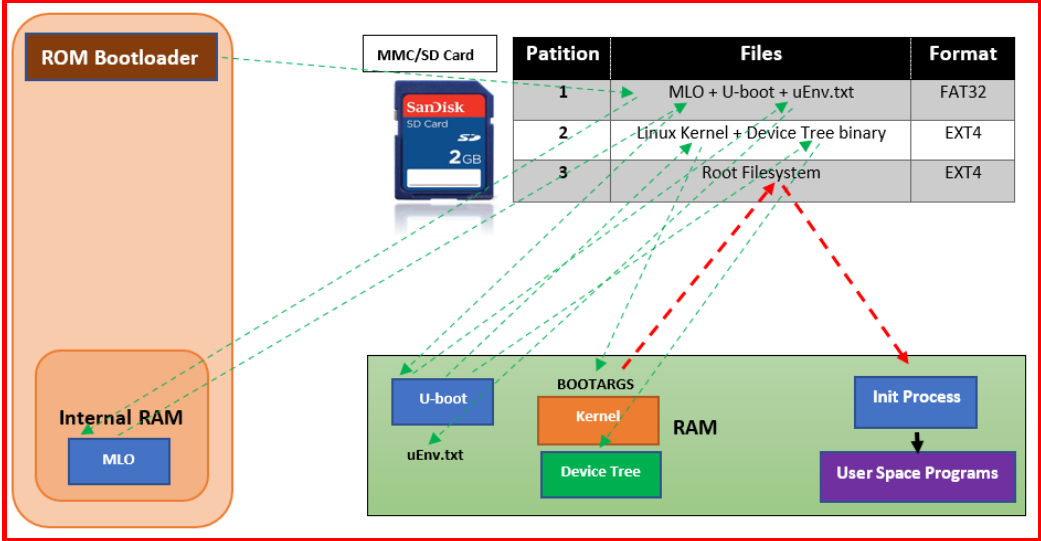 ROM Bootloader
MMC/SD Card
Patition Files Format
1 MLO + U-boot + uEnv.txt FAT32
2 Linux Kernel + Device Tree binary EXT4
3 Root Filesystem EXT4
SanDisk
SD Card
SD
2GB
Internal RAM
MLO
U-boot
uEnv.txt
BOOTARGS
Kernel
RAM
Device Tree
Init Process
User Space Programs